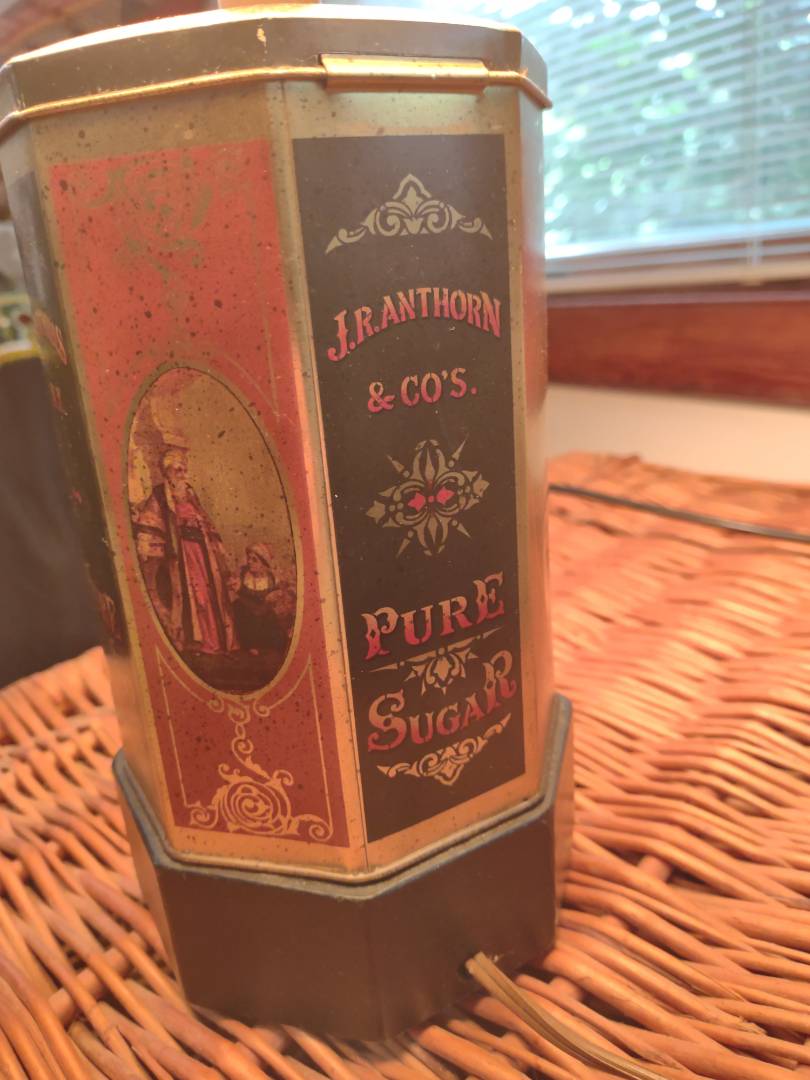 J.R.ANTHORN
& CO'S.
PURE
SUGAR